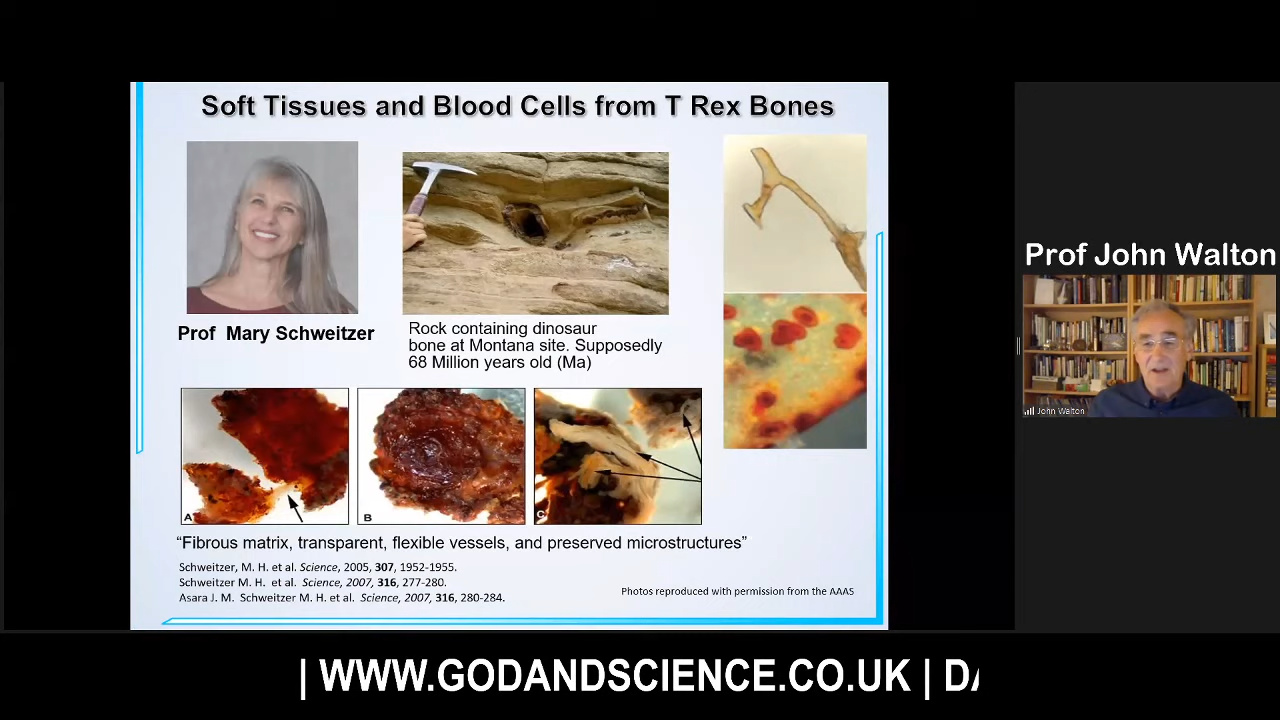 Soft Tissues and Blood Cells from T Rex Bones
Prof Mary Schweitzer
Rock containing dinosaur
bone at Montana site. Supposedly
68 Million years old (Ma)
A
B
C
“Fibrous matrix, transparent, flexible vessels, and preserved microstructures”
Schweitzer, M. H. et al. Science, 2005, 307, 1952-1955.
Schweitzer M. H. et al. Science, 2007, 316, 277-280.
Asara J. M. Schweitzer M. H. et al. Science, 2007, 316, 280-284.
Photos reproduced with permission from the AAAS
Prof John Walton
John Walton
| WWW.GODANDSCIENCE.CO.UK | DA